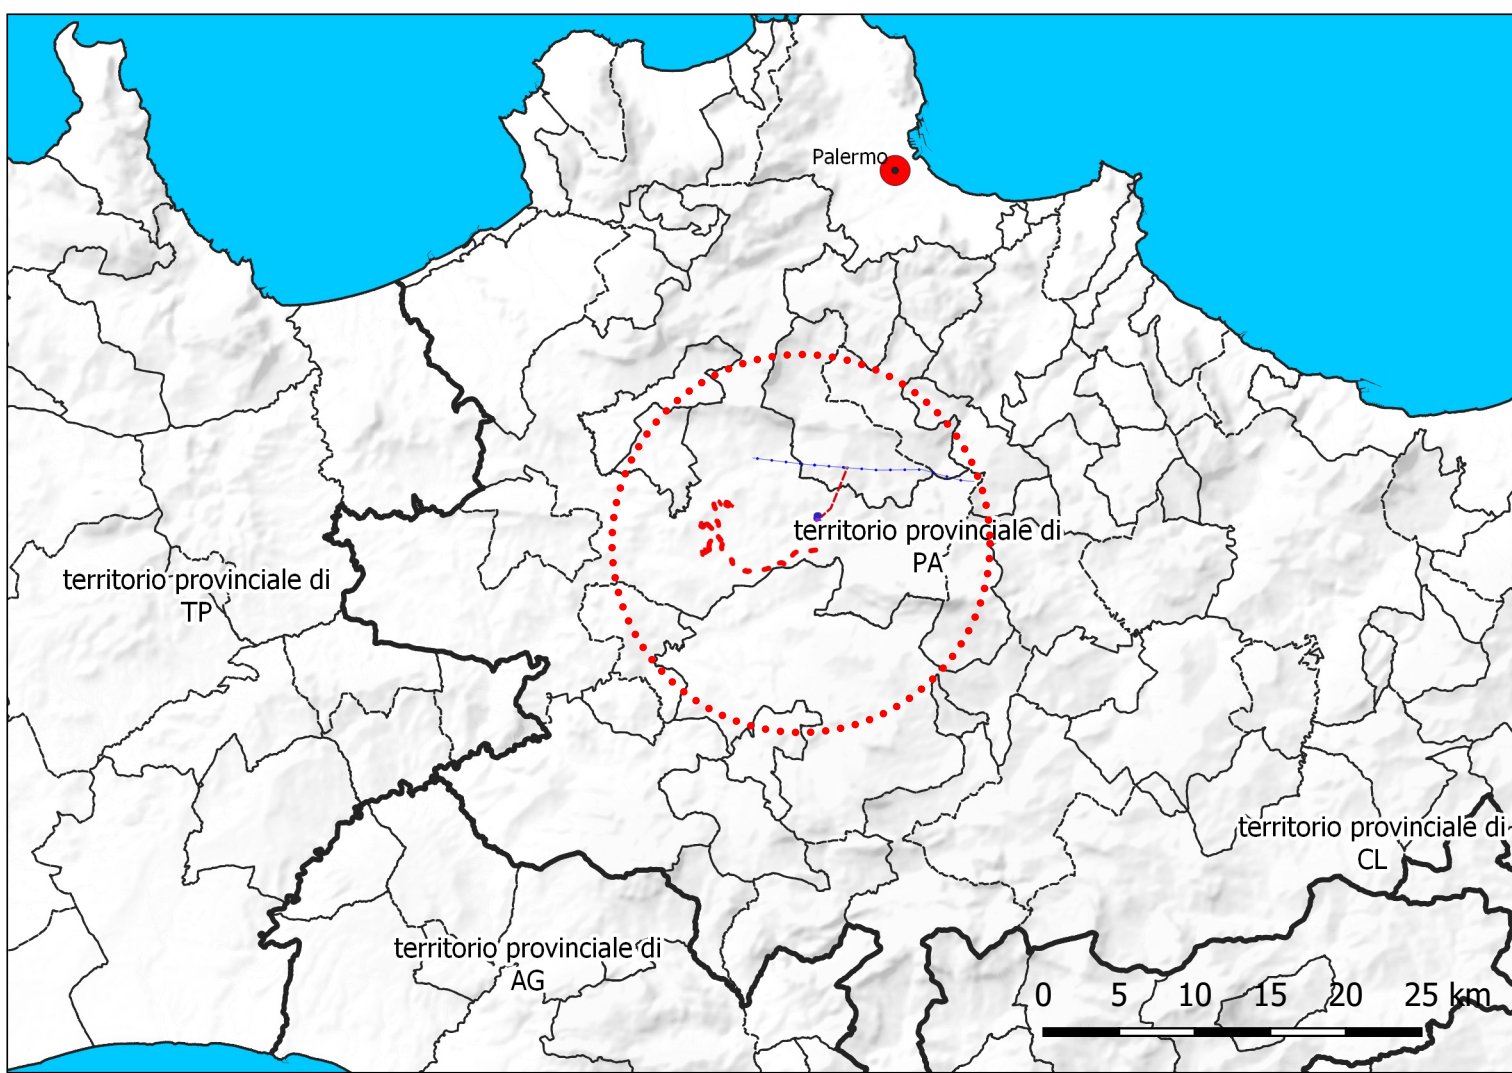 Palermo
territorio provinciale di
PA
territorio provinciale di
TP
territorio provinciale di
CL
territorio provinciale di
AG
0 5 10 15 20 25 km